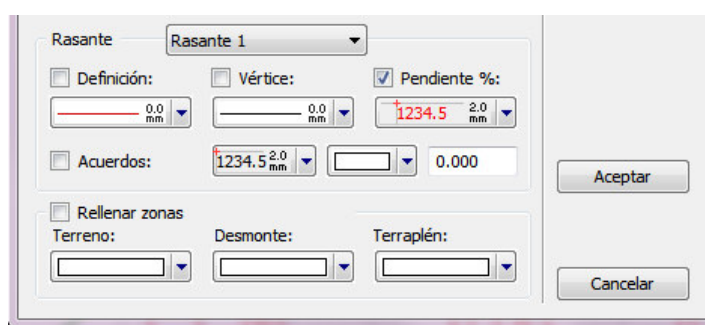 Rasante Rasante 1
Definición: Vértice: Pendiente %:
0.0 mm 0.0 mm 1234.5 2.0 mm
Acuerdos: 1234.5 2.0 mm 0.000
Aceptar
Rellenar zonas
Terreno: Desmonte: Terraplén:
Cancelar